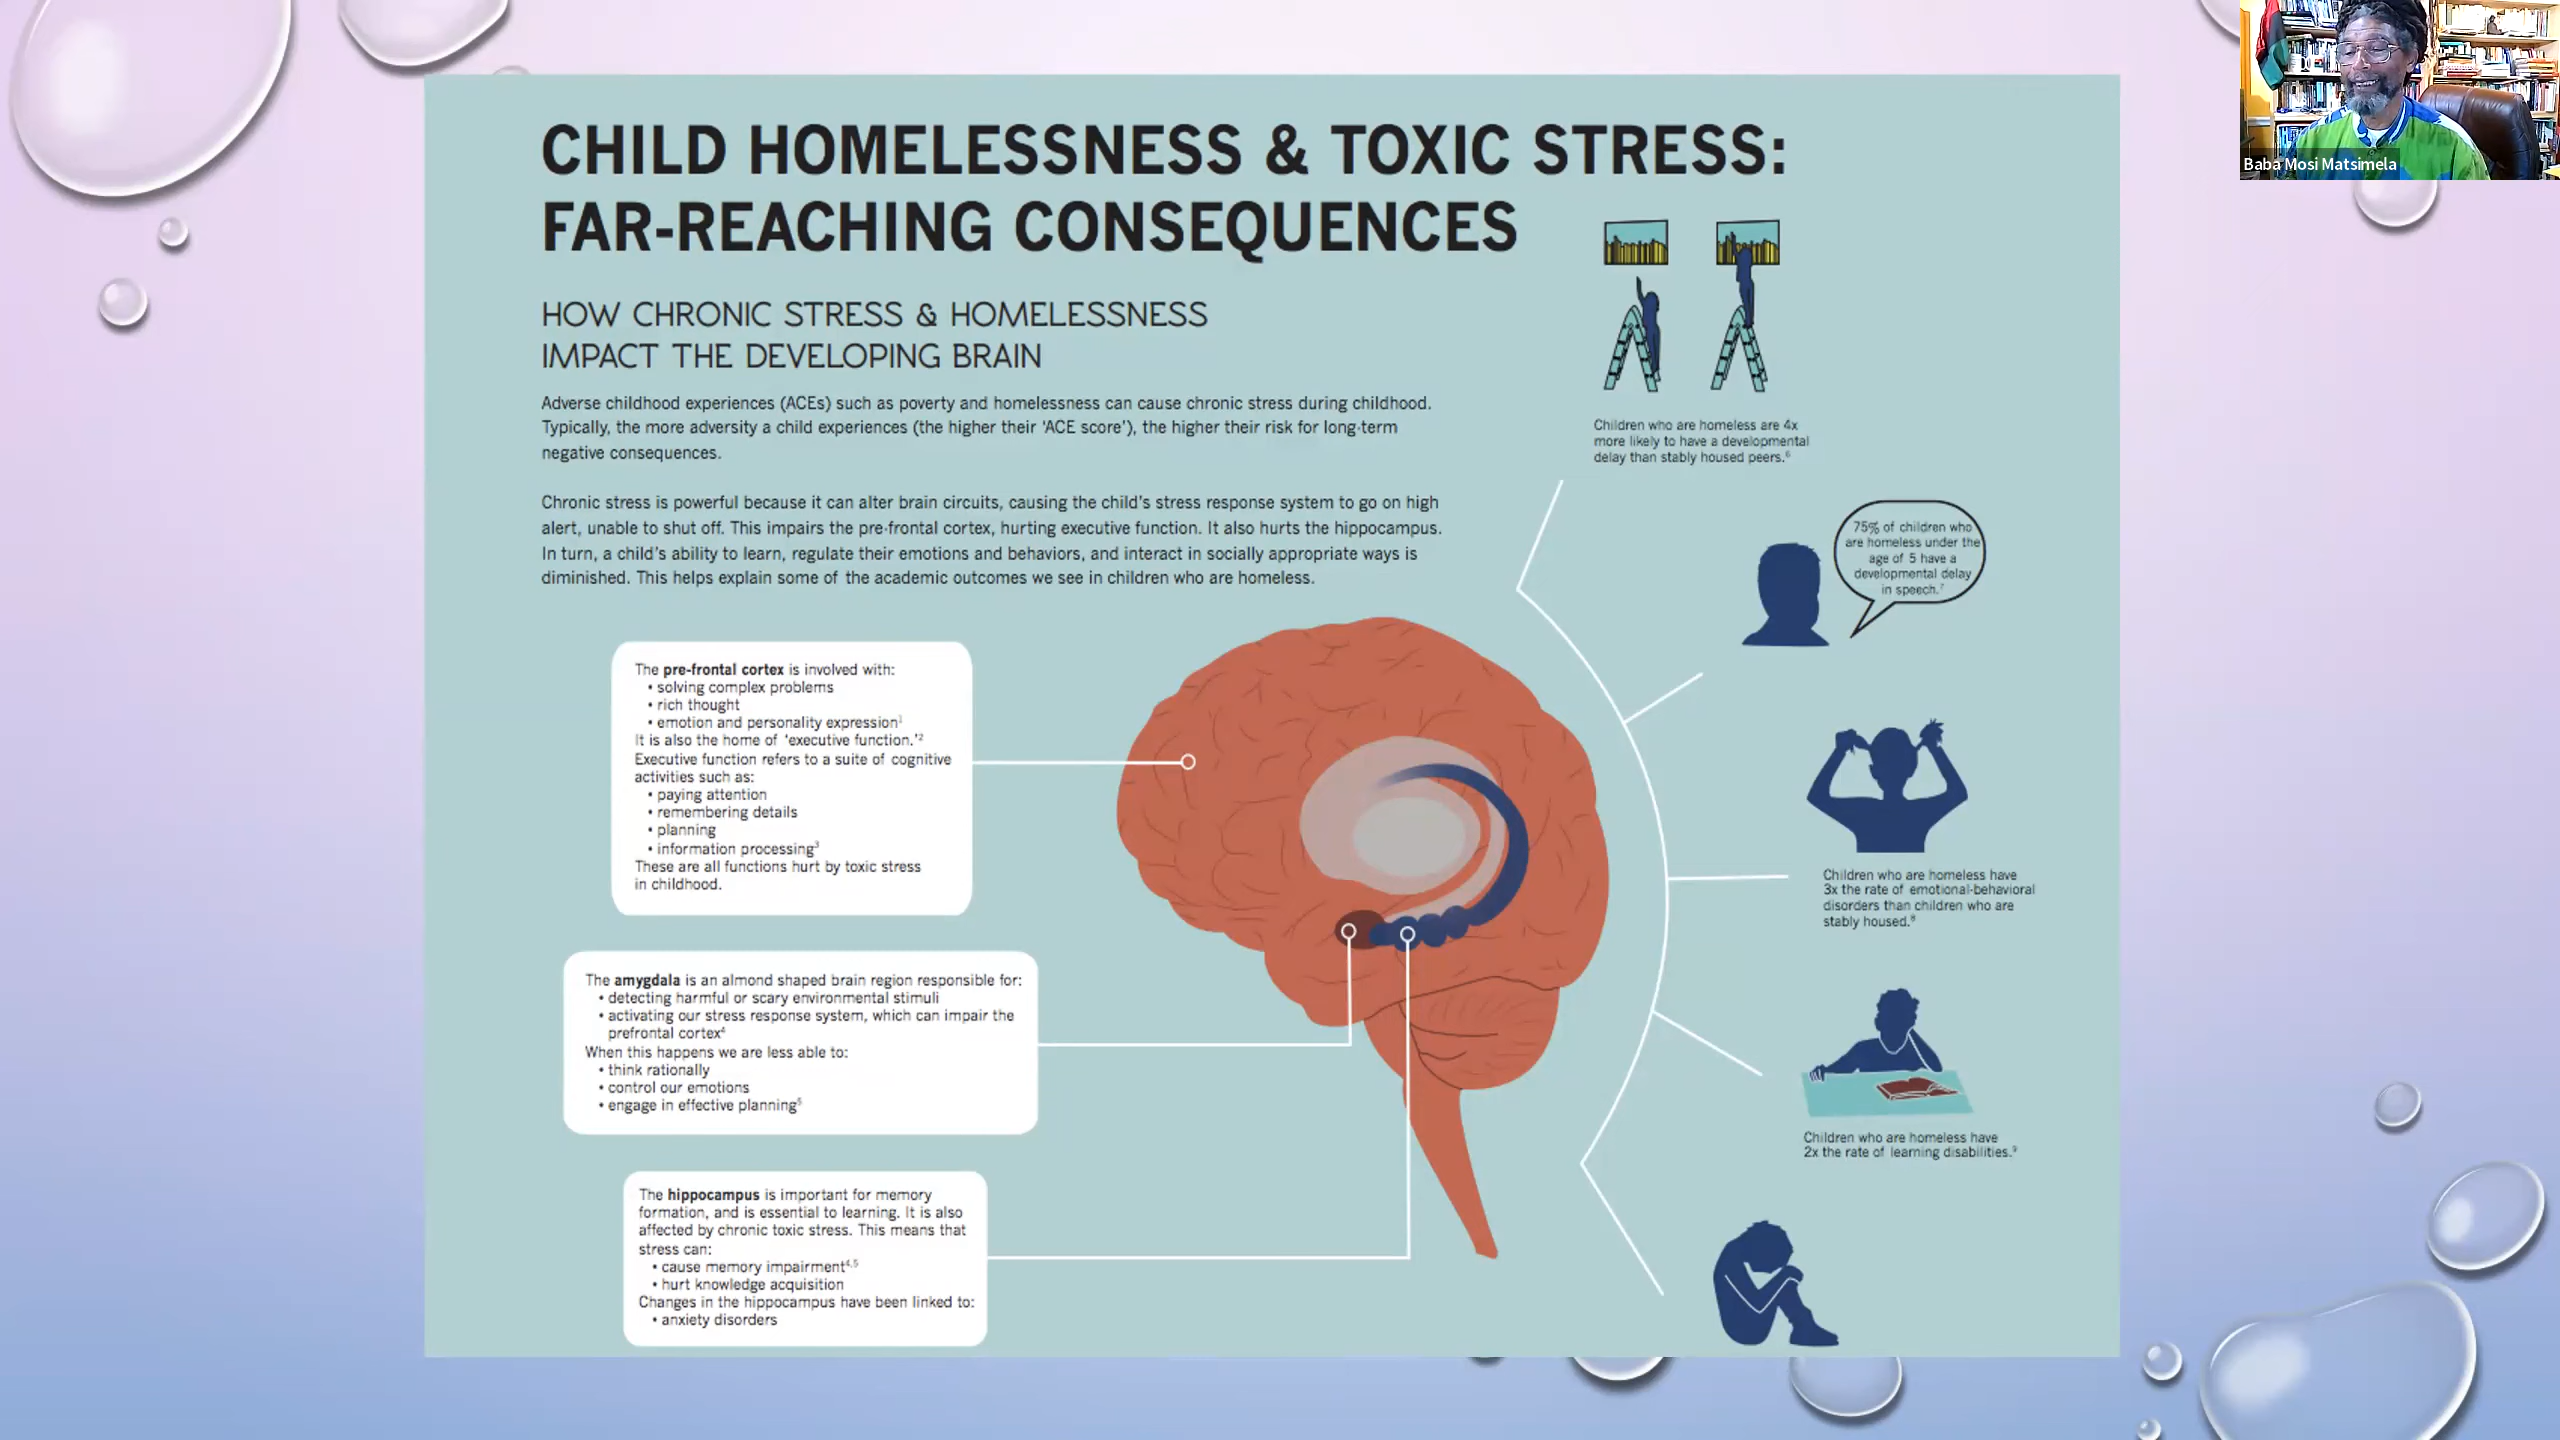 Baba Mosi Matsimela
CHILD HOMELESSNESS & TOXIC STRESS:
FAR-REACHING CONSEQUENCES
HOW CHRONIC STRESS & HOMELESSNESS
IMPACT THE DEVELOPING BRAIN
Adverse childhood experiences (ACEs) such as poverty and homelessness can cause chronic stress during childhood.
Typically, the more adversity a child experiences (the higher their ‘ACE score’), the higher their risk for long-term
negative consequences.
Chronic stress is powerful because it can alter brain circuits, causing the child’s stress response system to go on high
alert, unable to shut off. This impairs the pre-frontal cortex, hurting executive function. It also hurts the hippocampus.
In turn, a child’s ability to learn, regulate their emotions and behaviors, and interact in socially appropriate ways is
diminished. This helps explain some of the academic outcomes we see in children who are homeless.
The pre-frontal cortex is involved with:
• solving complex problems
• rich thought
• emotion and personality expression¹
It is also the home of ‘executive function.’²
Executive function refers to a suite of cognitive
activities such as:
• paying attention
• remembering details
• planning
• information processing³
These are all functions hurt by toxic stress
in childhood.
The amygdala is an almond shaped brain region responsible for:
• detecting harmful or scary environmental stimuli
• activating our stress response system, which can impair the
prefrontal cortex⁴
When this happens we are less able to:
• think rationally
• control our emotions
• engage in effective planning⁵
The hippocampus is important for memory
formation, and is essential to learning. It is also
affected by chronic toxic stress. This means that
stress can:
• cause memory impairment⁴,⁵
• hurt knowledge acquisition
Changes in the hippocampus have been linked to:
• anxiety disorders
Children who are homeless are 4x
more likely to have a developmental
delay than stably housed peers.⁶
75% of children who
are homeless under the
age of 5 have a
developmental delay
in speech.⁷
Children who are homeless have
3x the rate of emotional-behavioral
disorders than children who are
stably housed.⁸
Children who are homeless have
2x the rate of learning disabilities.⁹